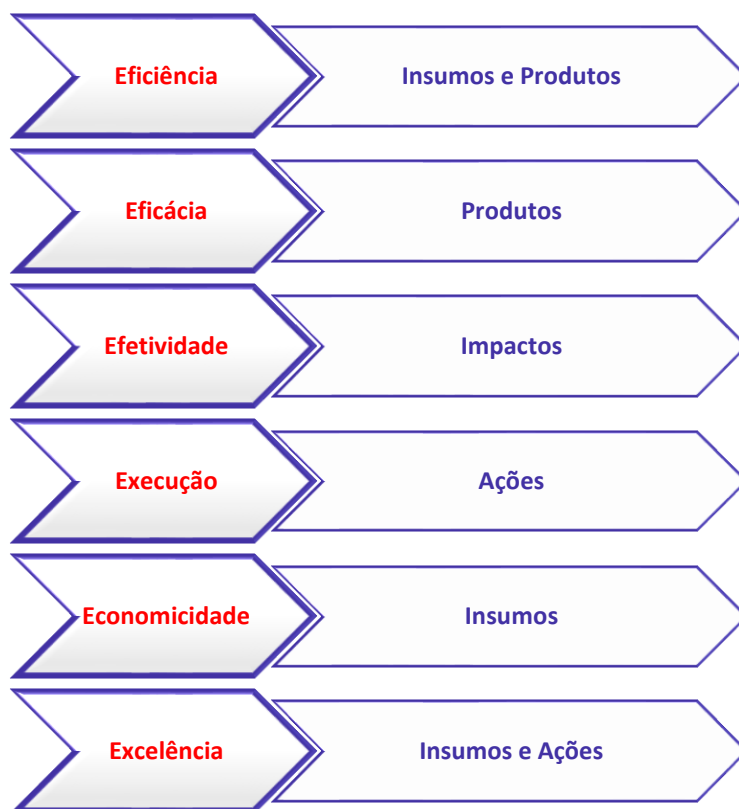 Eficiência
Insumos e Produtos
Eficácia
Produtos
Efetividade
Impactos
Execução
Ações
Economicidade
Insumos
Excelência
Insumos e Ações